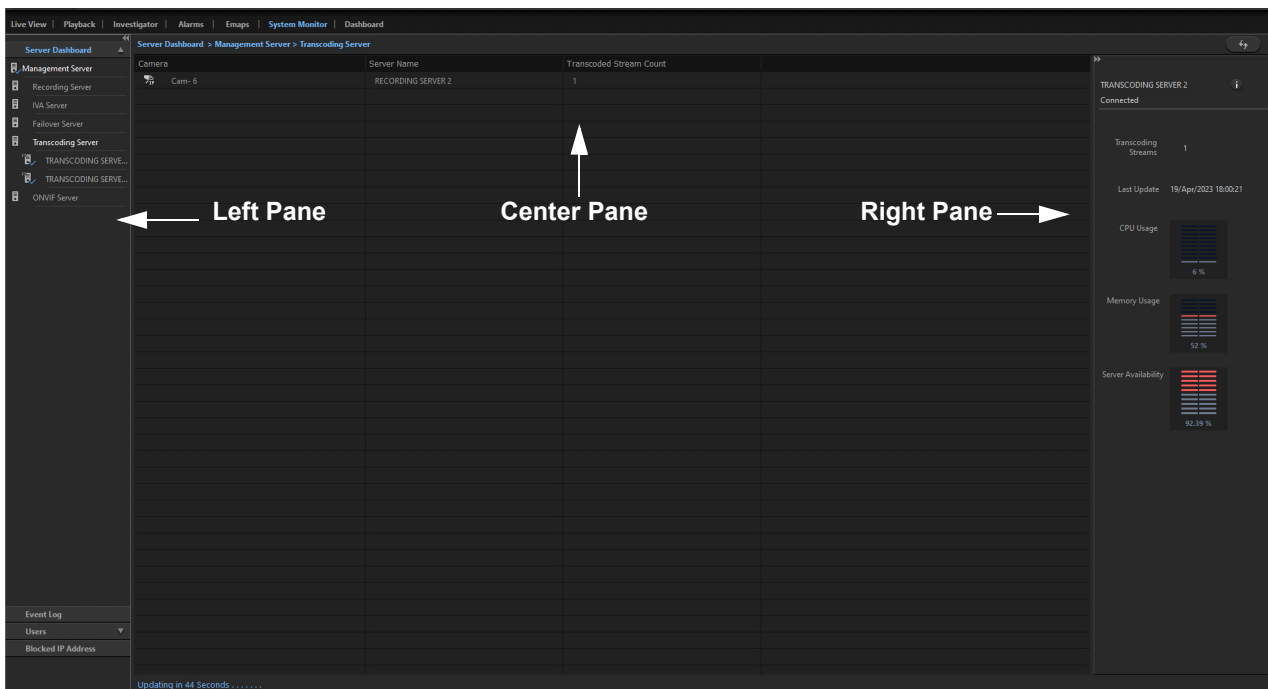 Live View | Playback | Investigator | Alarms | Emaps | System Monitor | Dashboard
Server Dashboard
Management Server
Recording Server
IVA Server
Failover Server
Transcoding Server
TRANSCODING SERVE...
TRANSCODING SERVE...
ONVIF Server
Event Log
Users
Blocked IP Address
Server Dashboard > Management Server > Transcoding Server
Camera Server Name Transcoded Stream Count
Cam- 6 RECORDING SERVER 2 1
Left Pane
Center Pane
Right Pane
Updating in 44 Seconds . . . . . . .
TRANSCODING SERVER 2 i
Connected
Transcoding
Streams 1
Last Update 19/Apr/2023 18:00:21
CPU Usage
6 %
Memory Usage
52 %
Server Availability
92.39 %